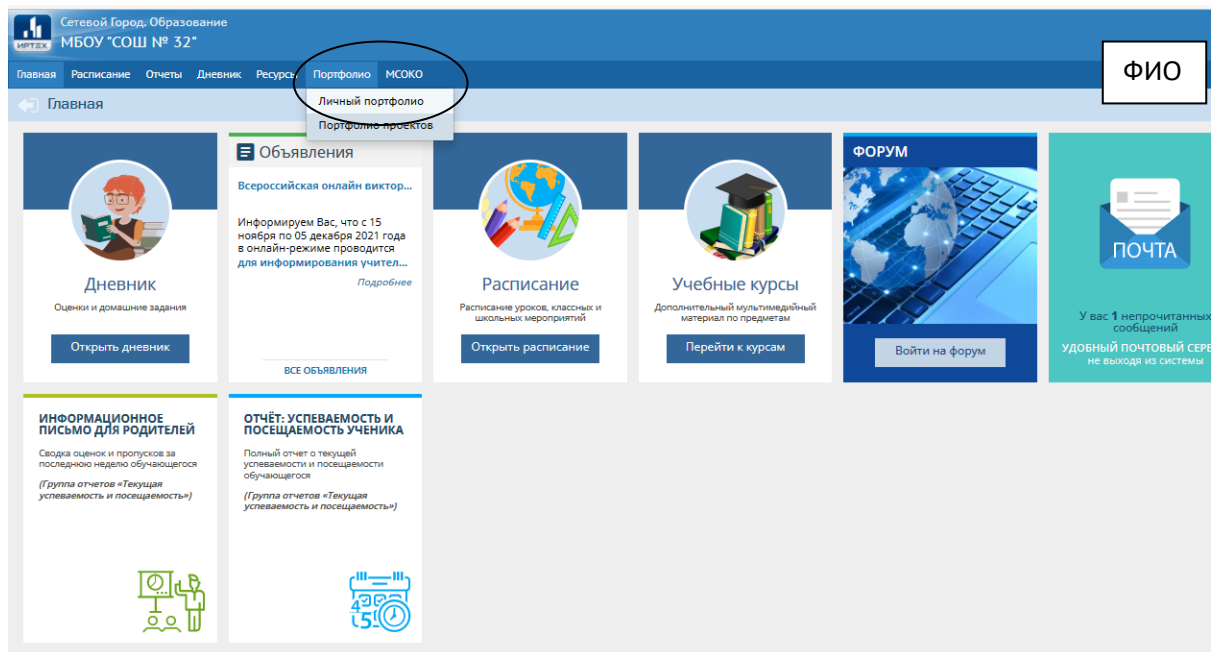 Сетевой Город. Образование
ИРТЕХ
МБОУ "СОШ № 32"
ФИО
Главная Расписание Отчеты Дневник Ресурсы Портфолио МСОКО
Личный портфолио
Портфолио проектов
Главная
Дневник
Оценки и домашние задания
Открыть дневник
Объявления
Всероссийская онлайн виктор...
Информируем Вас, что с 15
ноября по 05 декабря 2021 года
в онлайн-режиме проводится
для информирования учител...
Подробнее
ВСЕ ОБЪЯВЛЕНИЯ
Расписание
Расписание уроков, классных и
школьных мероприятий
Открыть расписание
Учебные курсы
Дополнительный мультимедийный
материал по предметам
Перейти к курсам
ФОРУМ
Войти на форум
ПОЧТА
У вас 1 непрочитанных
сообщений
УДОБНЫЙ ПОЧТОВЫЙ СЕРВ
не выходя из системы
ИНФОРМАЦИОННОЕ
ПИСЬМО ДЛЯ РОДИТЕЛЕЙ
Сводка оценок и пропусков за
последнюю неделю обучающегося
(Группа отчетов «Текущая
успеваемость и посещаемость»)
ОТЧЁТ: УСПЕВАЕМОСТЬ И
ПОСЕЩАЕМОСТЬ УЧЕНИКА
Полный отчет о текущей
успеваемости и посещаемости
обучающегося
(Группа отчетов «Текущая
успеваемость и посещаемость»)